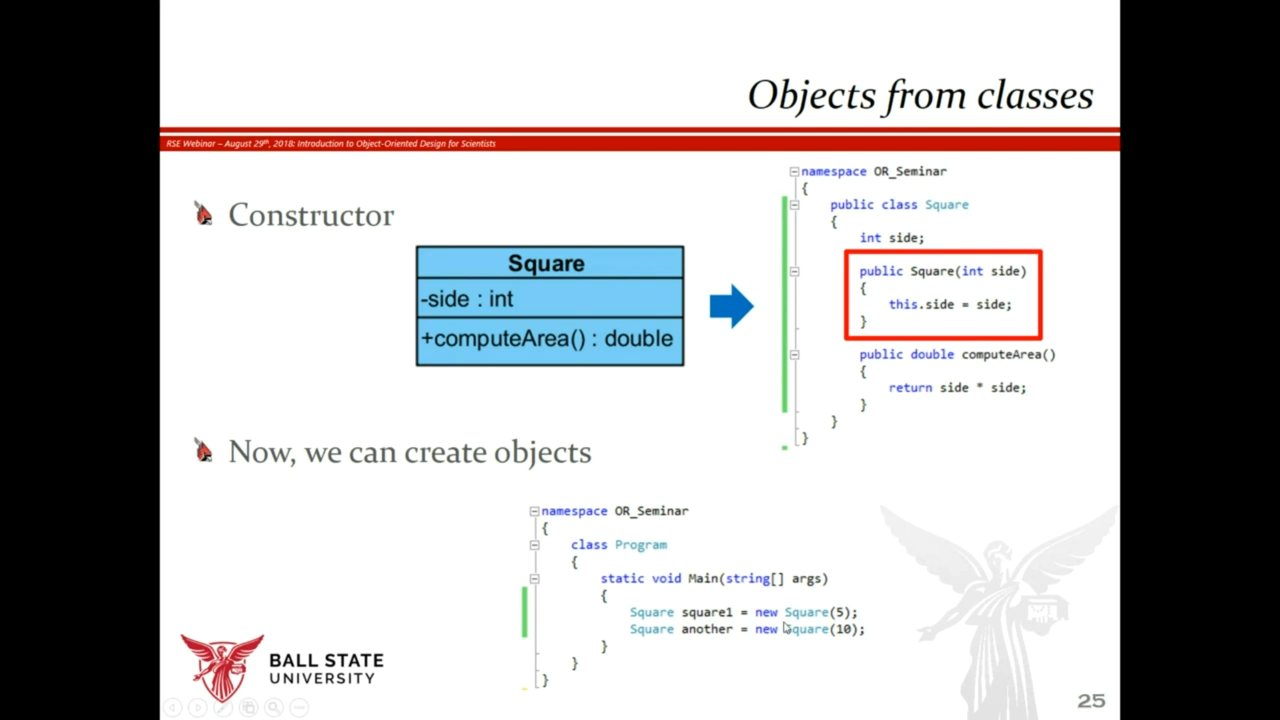 Objects from classes
RSE Webinar – August 29th, 2018: Introduction to Object-Oriented Design for Scientists
Constructor
Square
-side : int
+computeArea() : double
namespace OR_Seminar
{
public class Square
{
int side;
public Square(int side)
{
this.side = side;
}
public double computeArea()
{
return side * side;
}
}
}
Now, we can create objects
namespace OR_Seminar
{
class Program
{
static void Main(string[] args)
{
Square square1 = new Square(5);
Square another = new Square(10);
}
}
}
BALL STATE
UNIVERSITY
25